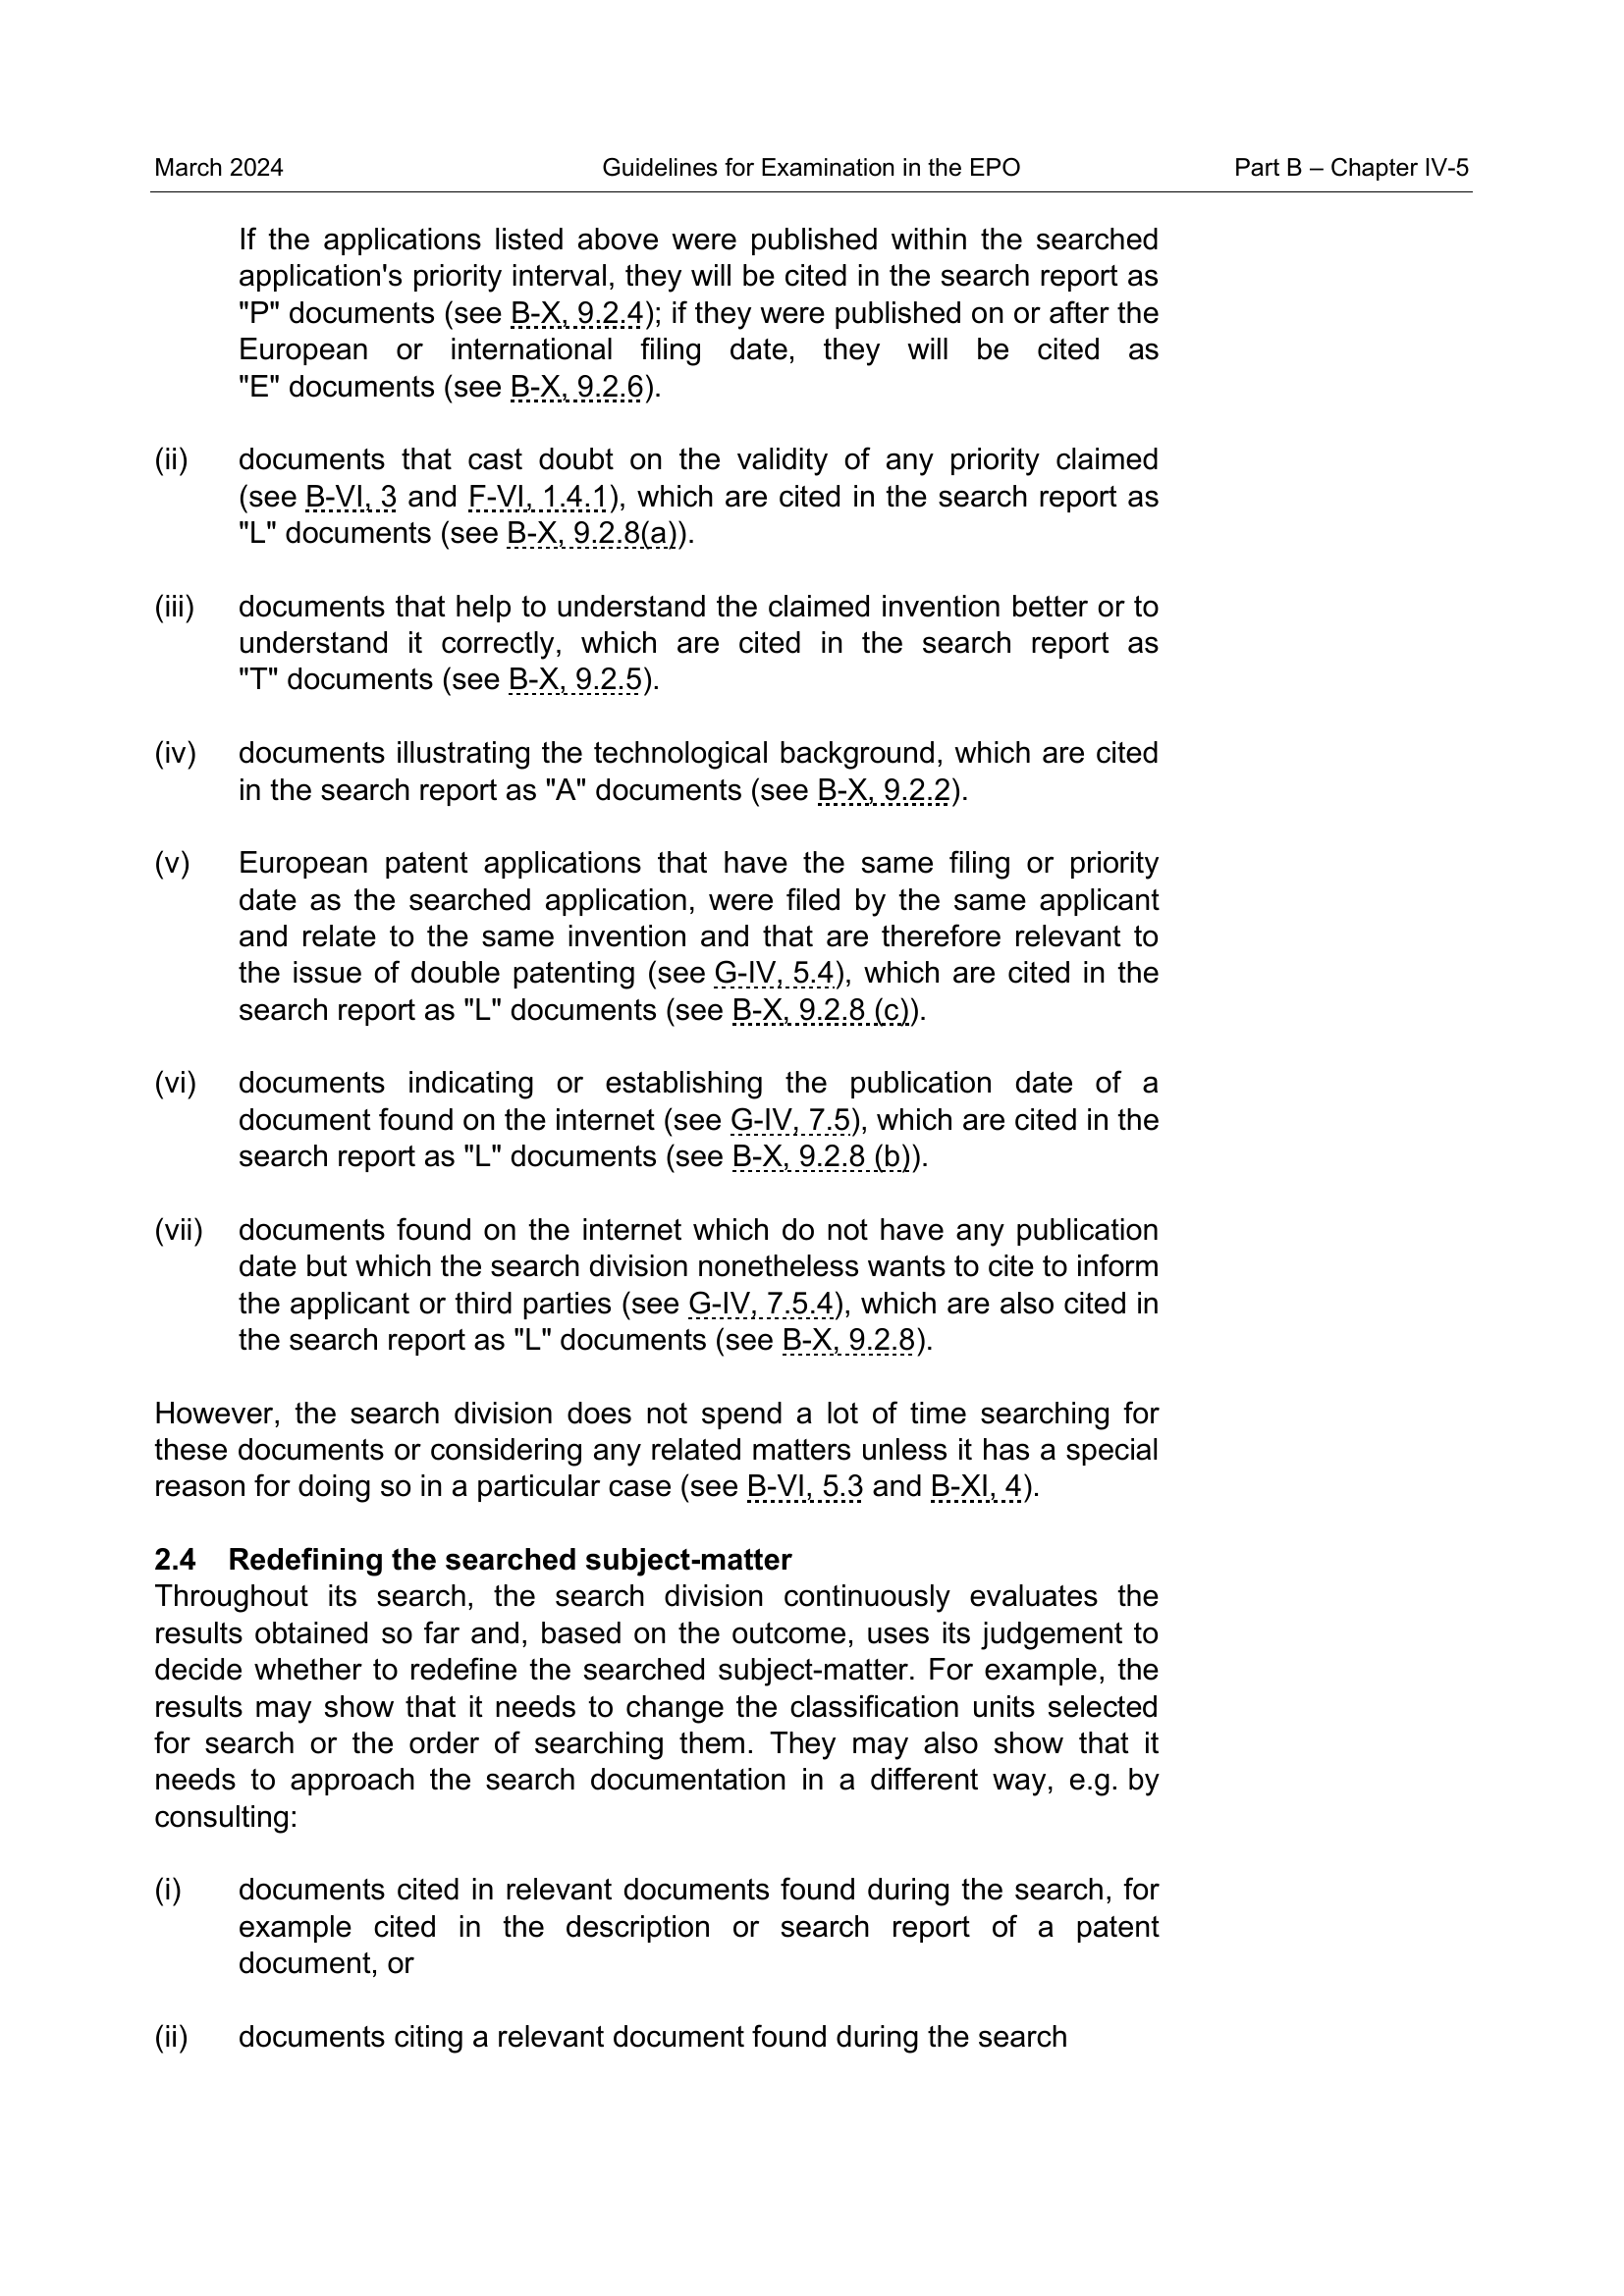 March 2024 Guidelines for Examination in the EPO Part B – Chapter IV-5
If the applications listed above were published within the searched
application's priority interval, they will be cited in the search report as
"P" documents (see B-X, 9.2.4); if they were published on or after the
European or international filing date, they will be cited as
"E" documents (see B-X, 9.2.6).
(ii) documents that cast doubt on the validity of any priority claimed
(see B-VI, 3 and F-VI, 1.4.1), which are cited in the search report as
"L" documents (see B-X, 9.2.8(a)).
(iii) documents that help to understand the claimed invention better or to
understand it correctly, which are cited in the search report as
"T" documents (see B-X, 9.2.5).
(iv) documents illustrating the technological background, which are cited
in the search report as "A" documents (see B-X, 9.2.2).
(v) European patent applications that have the same filing or priority
date as the searched application, were filed by the same applicant
and relate to the same invention and that are therefore relevant to
the issue of double patenting (see G-IV, 5.4), which are cited in the
search report as "L" documents (see B-X, 9.2.8 (c)).
(vi) documents indicating or establishing the publication date of a
document found on the internet (see G-IV, 7.5), which are cited in the
search report as "L" documents (see B-X, 9.2.8 (b)).
(vii) documents found on the internet which do not have any publication
date but which the search division nonetheless wants to cite to inform
the applicant or third parties (see G-IV, 7.5.4), which are also cited in
the search report as "L" documents (see B-X, 9.2.8).
However, the search division does not spend a lot of time searching for
these documents or considering any related matters unless it has a special
reason for doing so in a particular case (see B-VI, 5.3 and B-XI, 4).
2.4 Redefining the searched subject-matter
Throughout its search, the search division continuously evaluates the
results obtained so far and, based on the outcome, uses its judgement to
decide whether to redefine the searched subject-matter. For example, the
results may show that it needs to change the classification units selected
for search or the order of searching them. They may also show that it
needs to approach the search documentation in a different way, e.g. by
consulting:
(i) documents cited in relevant documents found during the search, for
example cited in the description or search report of a patent
document, or
(ii) documents citing a relevant document found during the search